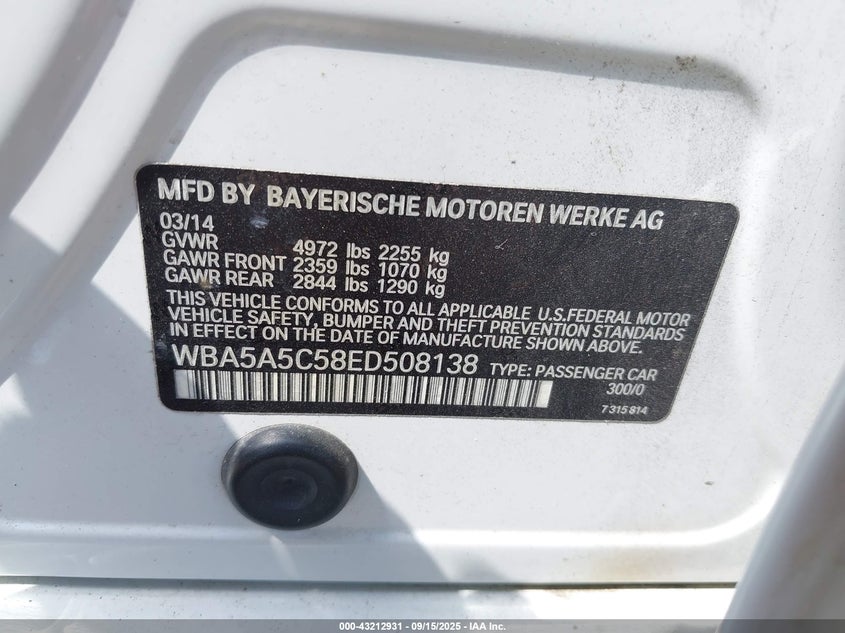 MFD BY BAYERISCHE MOTOREN WERKE AG
03/14
GVWR 4972 lbs 2255 kg
GAWR FRONT 2359 lbs 1070 kg
GAWR REAR 2844 lbs 1290 kg
THIS VEHICLE CONFORMS TO ALL APPLICABLE U.S.FEDERAL MOTOR
VEHICLE SAFETY, BUMPER AND THEFT PREVENTION STANDARDS
IN EFFECT ON THE DATE OF MANUFACTURE SHOWN ABOVE.
WBA5A5C58ED508138 TYPE: PASSENGER CAR
300/0
7315814
000-43212931 - 09/15/2025 - IAA Inc.